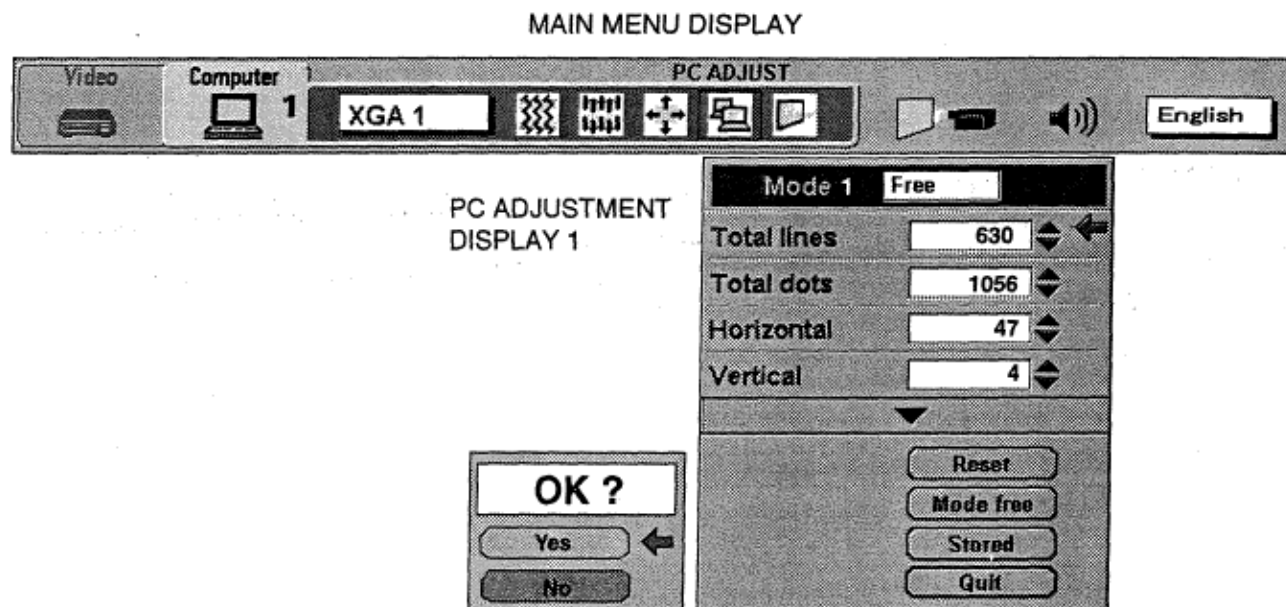 MAIN MENU DISPLAY
Video
Computer
1
PC ADJUST
XGA 1
English
PC ADJUSTMENT
DISPLAY 1
Mode 1 Free
Total lines 630
Total dots 1056
Horizontal 47
Vertical 4
Reset
Mode free
Stored
Quit
OK ?
Yes
No